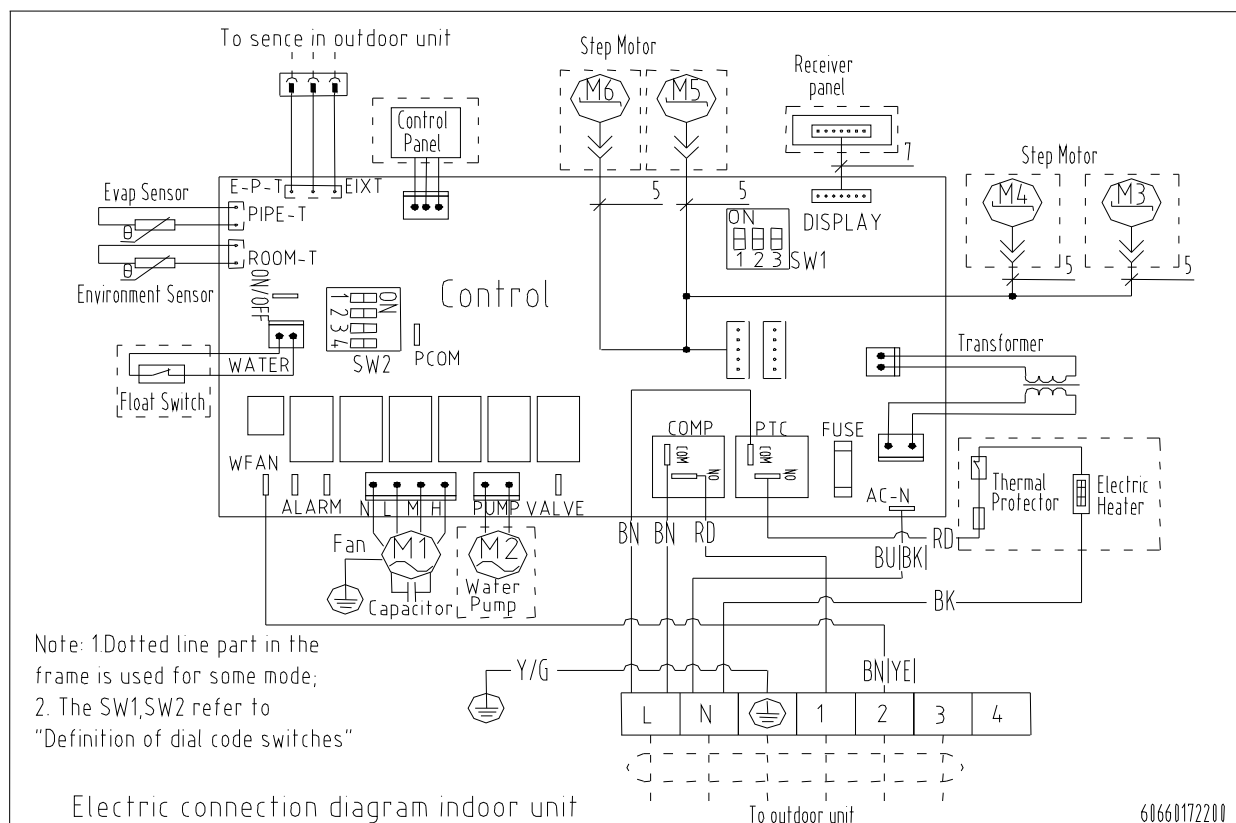 To sence in outdoor unit
Step Motor
M6
M5
Receiver
panel
Control
Panel
7
Step Motor
M4
M3
E-P-T
EIXT
Evap Sensor
PIPE-T
5
5
DISPLAY
ON
1 2 3
SW1
5
5
θ
ROOM-T
θ
Environment Sensor
ON/OFF
Control
ON
1
2
3
4
SW2
PCOM
WATER
Float Switch
Transformer
COMP
PTC
FUSE
COM
NO
COM
NO
WFAN
ALARM
N L M H
PUMP
VALVE
AC-N
Thermal
Protector
Electric
Heater
BN
BN
RD
RD
BU|BK
Fan
M1
M2
Capacitor
Water
Pump
BK
Note: 1.Dotted line part in the
frame is used for some mode;
2. The SW1,SW2 refer to
"Definition of dial code switches"
Y/G
BN|YE
L N 1 2 3 4
Electric connection diagram indoor unit
To outdoor unit
60660172200